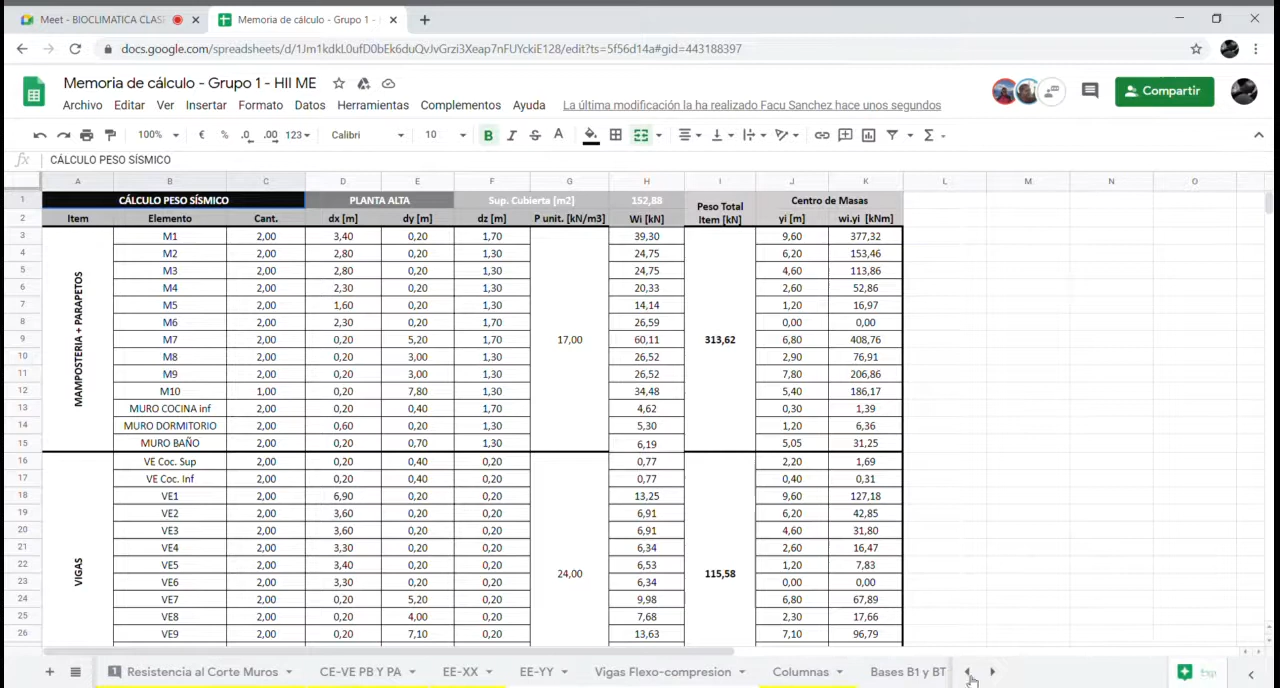 Meet - BIOCLIMATICA CLAS
Memoria de cálculo - Grupo 1 -
docs.google.com/spreadsheets/d/1Jm1kdkL0ufD0bEk6duQvJvGrzi3Xeap7nFUYckiE128/edit?ts=5f56d14a#gid=443188397
Memoria de cálculo - Grupo 1 - HII ME
Archivo Editar Ver Insertar Formato Datos Herramientas Complementos Ayuda La última modificación la ha realizado Facu Sanchez hace unos segundos
Compartir
100% € % .0 .00 123 Calibri 10 B I S A Σ
fx CÁLCULO PESO SÍSMICO
A B C D E F G H I J K L M N O
1 CÁLCULO PESO SÍSMICO PLANTA ALTA Sup. Cubierta [m2] 152,88 Peso Total Item [kN] Centro de Masas
2 Item Elemento Cant. dx [m] dy [m] dz [m] P unit. [kN/m3] Wi [kN] yi [m] wi.yi [kNm]
MAMPOSTERIA + PARAPETOS
3 M1 2,00 3,40 0,20 1,70 39,30 9,60 377,32
4 M2 2,00 2,80 0,20 1,30 24,75 6,20 153,46
5 M3 2,00 2,80 0,20 1,30 24,75 4,60 113,86
6 M4 2,00 2,30 0,20 1,30 20,33 2,60 52,86
7 M5 2,00 1,60 0,20 1,30 14,14 1,20 16,97
8 M6 2,00 2,30 0,20 1,70 26,59 0,00 0,00
9 M7 2,00 0,20 5,20 1,70 17,00 60,11 313,62 6,80 408,76
10 M8 2,00 0,20 3,00 1,30 26,52 2,90 76,91
11 M9 2,00 0,20 3,00 1,30 26,52 7,80 206,86
12 M10 1,00 0,20 7,80 1,30 34,48 5,40 186,17
13 MURO COCINA inf 2,00 0,20 0,40 1,70 4,62 0,30 1,39
14 MURO DORMITORIO 2,00 0,60 0,20 1,30 5,30 1,20 6,36
15 MURO BAÑO 2,00 0,20 0,70 1,30 6,19 5,05 31,25
VIGAS
16 VE Coc. Sup 2,00 0,20 0,40 0,20 0,77 2,20 1,69
17 VE Coc. Inf 2,00 0,20 0,40 0,20 0,77 0,40 0,31
18 VE1 2,00 6,90 0,20 0,20 13,25 9,60 127,18
19 VE2 2,00 3,60 0,20 0,20 6,91 6,20 42,85
20 VE3 2,00 3,60 0,20 0,20 6,91 4,60 31,80
21 VE4 2,00 3,30 0,20 0,20 6,34 2,60 16,47
22 VE5 2,00 3,40 0,20 0,20 24,00 6,53 115,58 1,20 7,83
23 VE6 2,00 3,30 0,20 0,20 6,34 0,00 0,00
24 VE7 2,00 0,20 5,20 0,20 9,98 6,80 67,89
25 VE8 2,00 0,20 4,00 0,20 7,68 2,30 17,66
26 VE9 2,00 0,20 7,10 0,20 13,63 7,10 96,79
1 Resistencia al Corte Muros CE-VE PB Y PA EE-XX EE-YY Vigas Flexo-compresion Columnas Bases B1 y BT